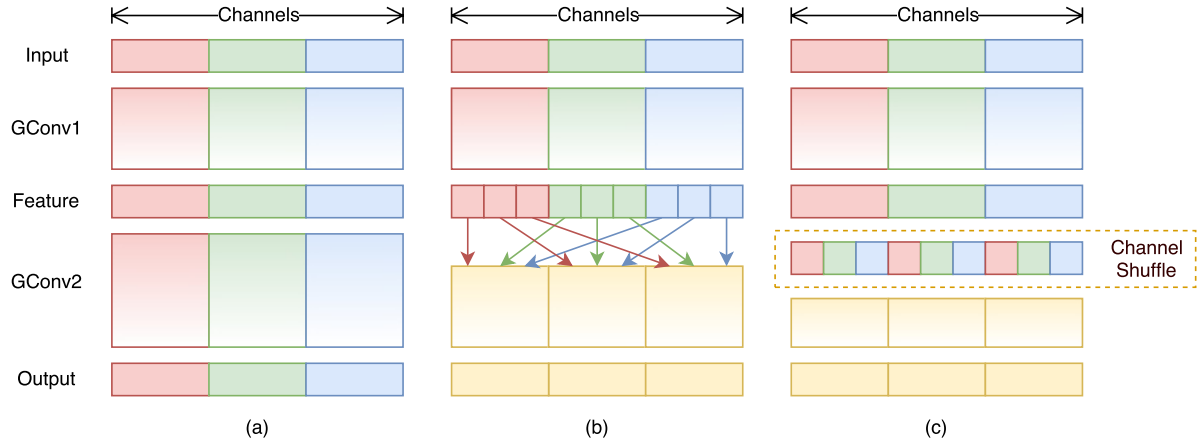 Channels
Channels
Channels
Input
GConv1
Feature
Channel
Shuffle
GConv2
Output
(a)
(b)
(c)